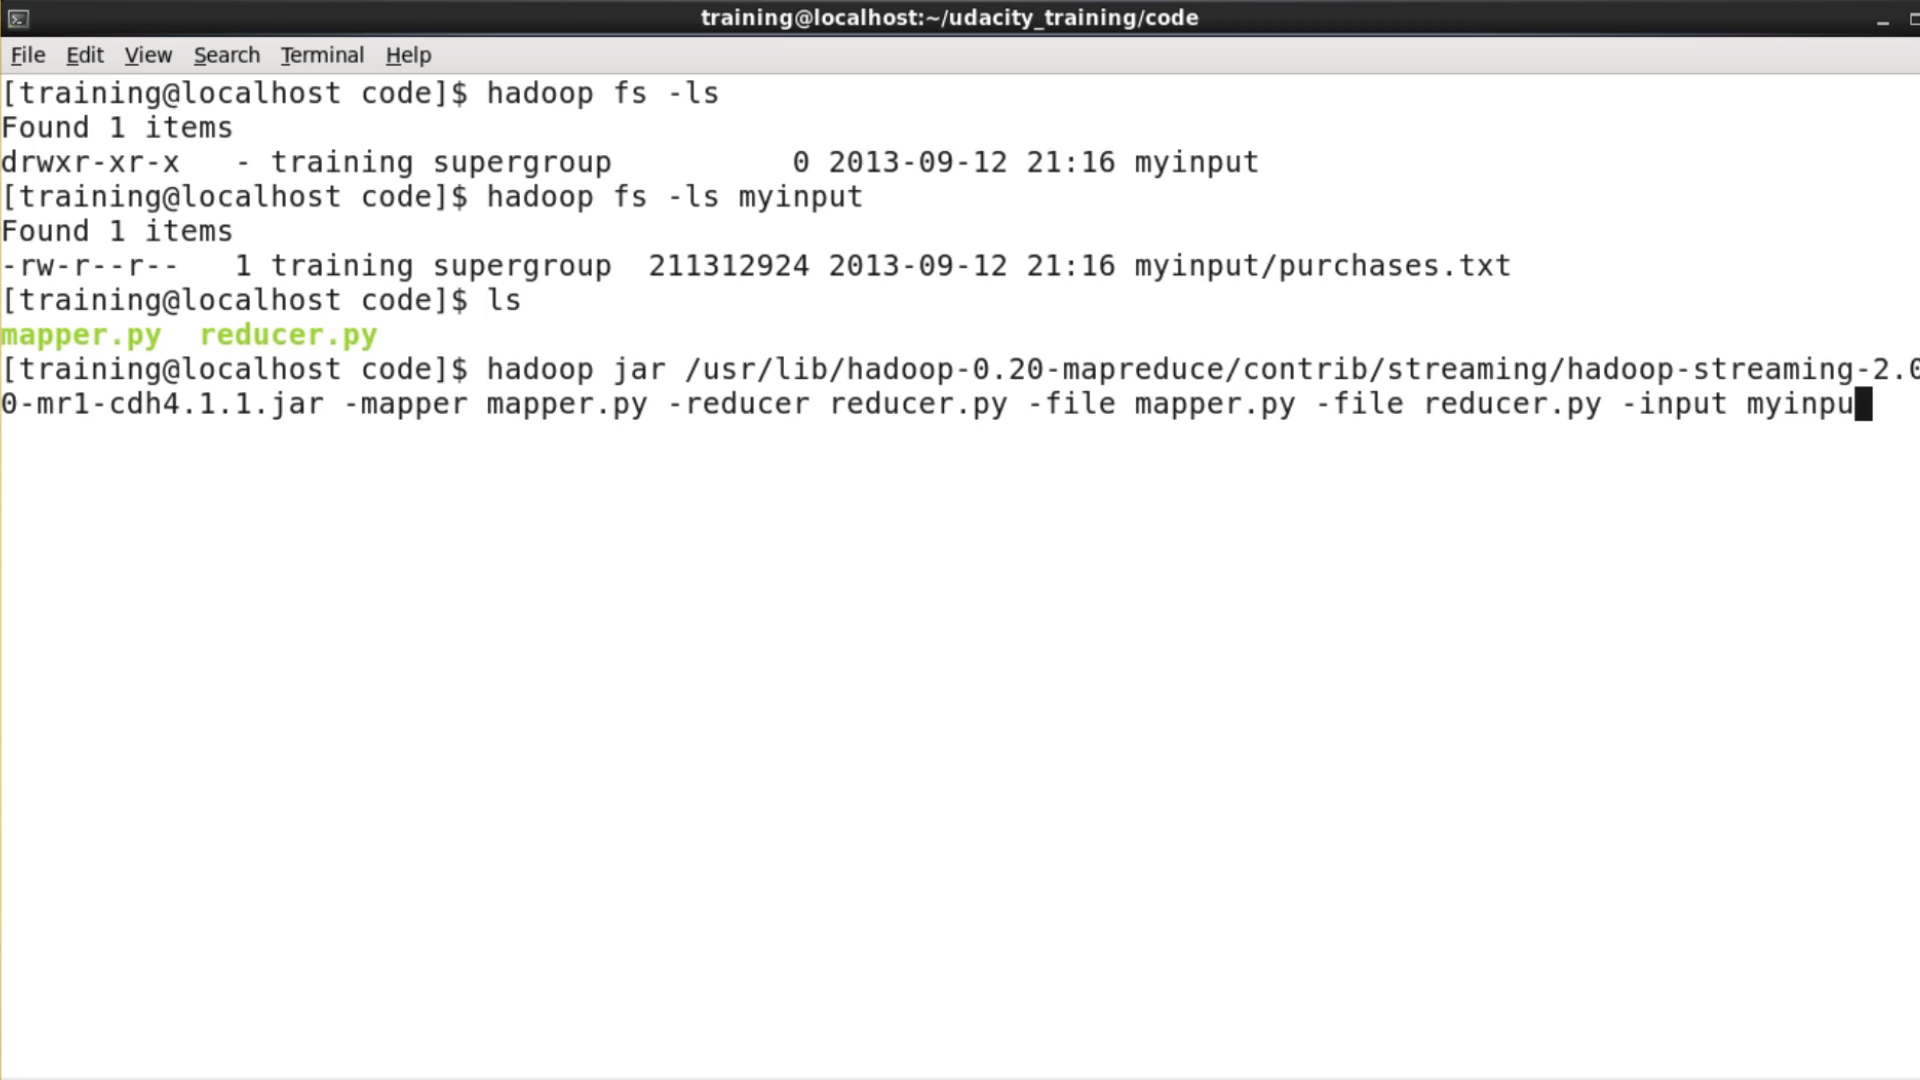 training@localhost:~/udacity_training/code
File Edit View Search Terminal Help
[training@localhost code]$ hadoop fs -ls
Found 1 items
drwxr-xr-x   - training supergroup          0 2013-09-12 21:16 myinput
[training@localhost code]$ hadoop fs -ls myinput
Found 1 items
-rw-r--r--   1 training supergroup  211312924 2013-09-12 21:16 myinput/purchases.txt
[training@localhost code]$ ls
mapper.py  reducer.py
[training@localhost code]$ hadoop jar /usr/lib/hadoop-0.20-mapreduce/contrib/streaming/hadoop-streaming-2.0
0-mr1-cdh4.1.1.jar -mapper mapper.py -reducer reducer.py -file mapper.py -file reducer.py -input myinpu